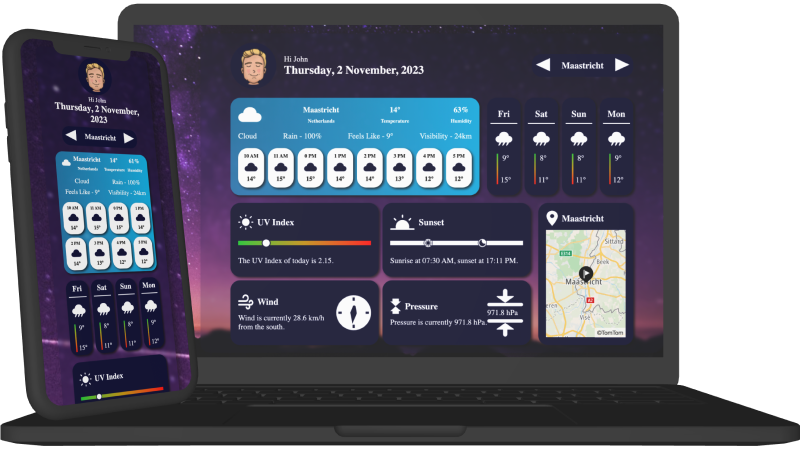 Hi John
Thursday, 2 November,
2023
Maastricht
Maastricht 14° 61%
Netherlands Temperature Humidity
Cloud Rain - 100%
Feels Like - 9° Visibility - 24km
10 AM 11 AM 0 PM 1 PM
14° 15° 15° 14°
2 PM 3 PM 4 PM 5 PM
14° 13° 12° 12°
Fri Sat Sun Mon
9° 8° 8° 9°
15° 11° 11° 12°
UV Index
Hi John
Thursday, 2 November, 2023
Maastricht
Maastricht 14° 63%
Netherlands Temperature Humidity
Cloud Rain - 100% Feels Like - 9° Visibility - 24km
10 AM 11 AM 0 PM 1 PM 2 PM 3 PM 4 PM 5 PM
14° 15° 15° 14° 14° 13° 12° 12°
Fri Sat Sun Mon
9° 8° 8° 9°
15° 11° 11° 12°
UV Index
The UV Index of today is 2.15.
Sunset
Sunrise at 07:30 AM, sunset at 17:11 PM.
Wind
Wind is currently 28.6 km/h
from the south.
Pressure
Pressure is currently 971.8 hPa.
971.8 hPa
Maastricht
Sittard
E314
Beek
Maastricht
A2
eren
Visé
©TomTom